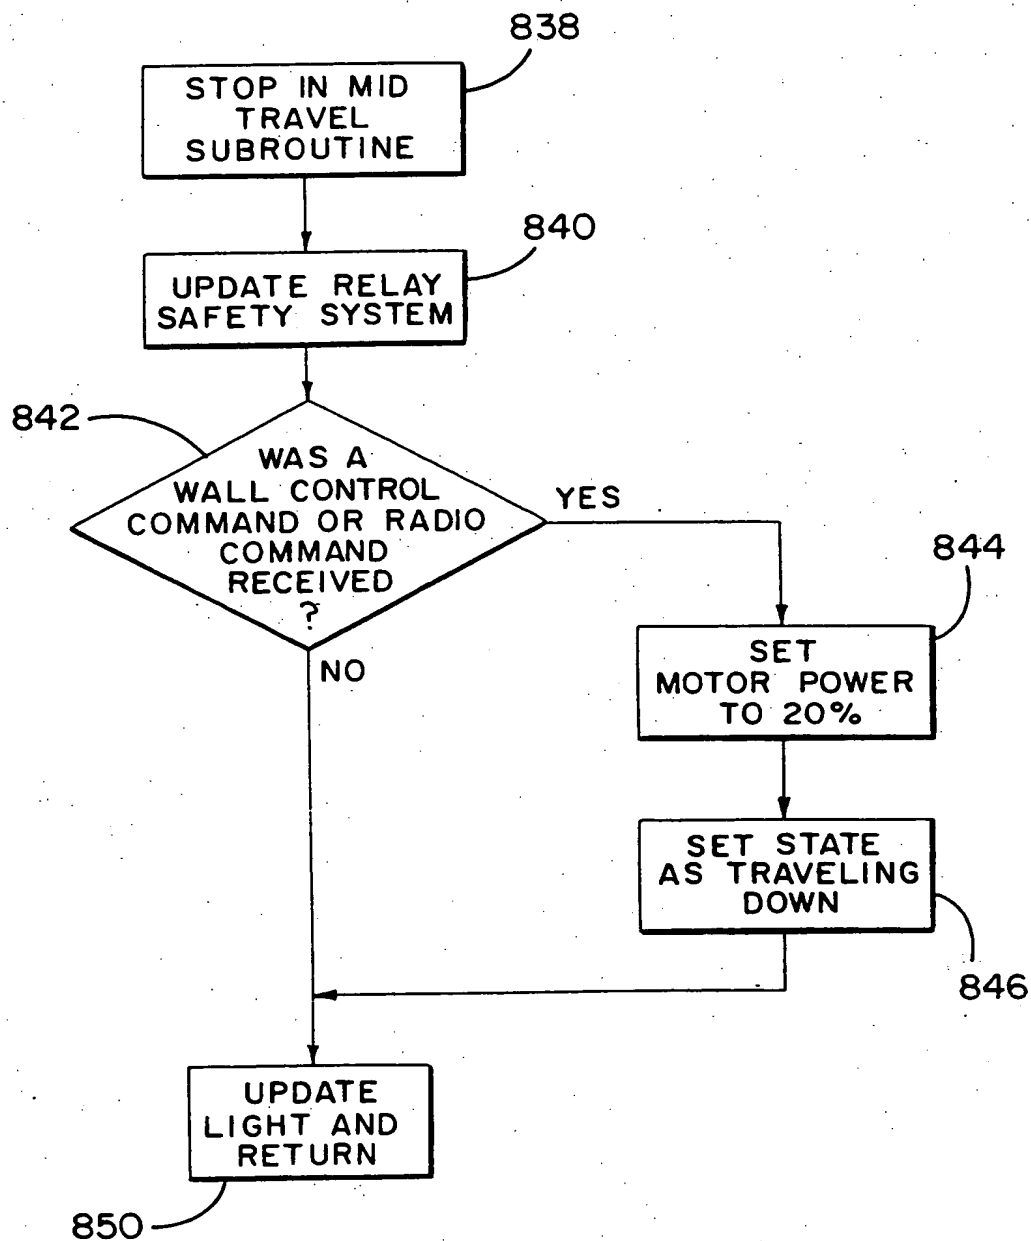 838
STOP IN MID
TRAVEL
SUBROUTINE
840
UPDATE RELAY
SAFETY SYSTEM
842
WAS A
WALL CONTROL
COMMAND OR RADIO
COMMAND
RECEIVED
?
YES
NO
844
SET
MOTOR POWER
TO 20%
SET STATE
AS TRAVELING
DOWN
846
UPDATE
LIGHT AND
RETURN
850